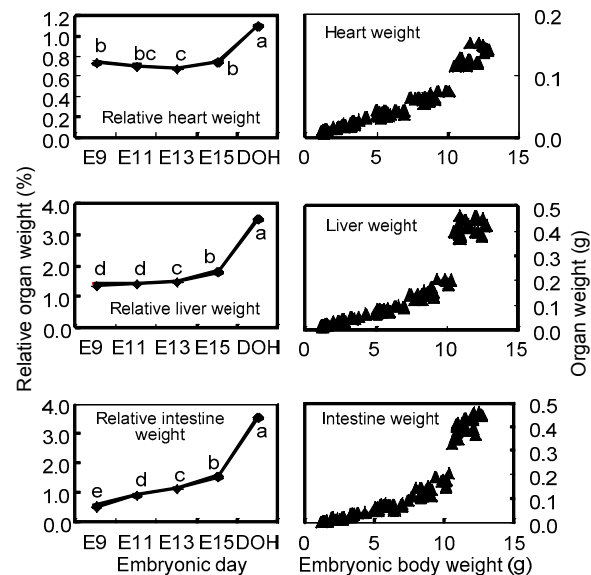 Relative organ weight (%)
1.2
1.0
0.8
0.6
0.4
0.2
0.0
b
bc
c
b
a
Relative heart weight
E9 E11 E13 E15 DOH
Heart weight
0.2
0.1
0.0
0 5 10 15
4.0
3.0
2.0
1.0
0.0
d
d
c
b
a
Relative liver weight
E9 E11 E13 E15 DOH
Liver weight
0.5
0.4
0.3
0.2
0.1
0.0
0 5 10 15
4.0
3.0
2.0
1.0
0.0
Relative intestine
weight
e
d
c
b
a
E9 E11 E13 E15 DOH
Embryonic day
Intestine weight
0.5
0.4
0.3
0.2
0.1
0.0
0 5 10 15
Embryonic body weight (g)
Organ weight (g)